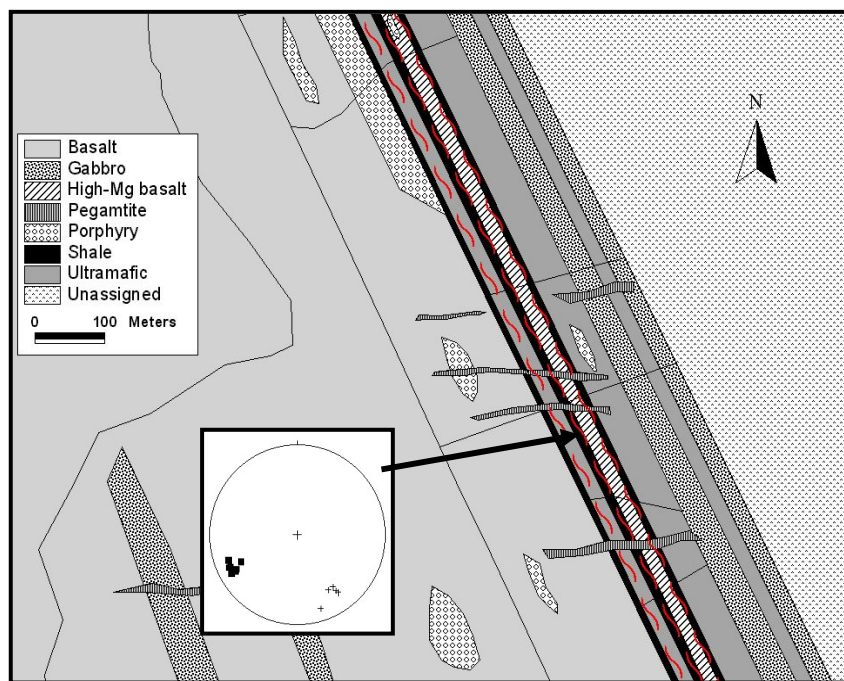 N
Basalt
Gabbro
High-Mg basalt
Pegamtite
Porphyry
Shale
Ultramafic
Unassigned
0 100 Meters